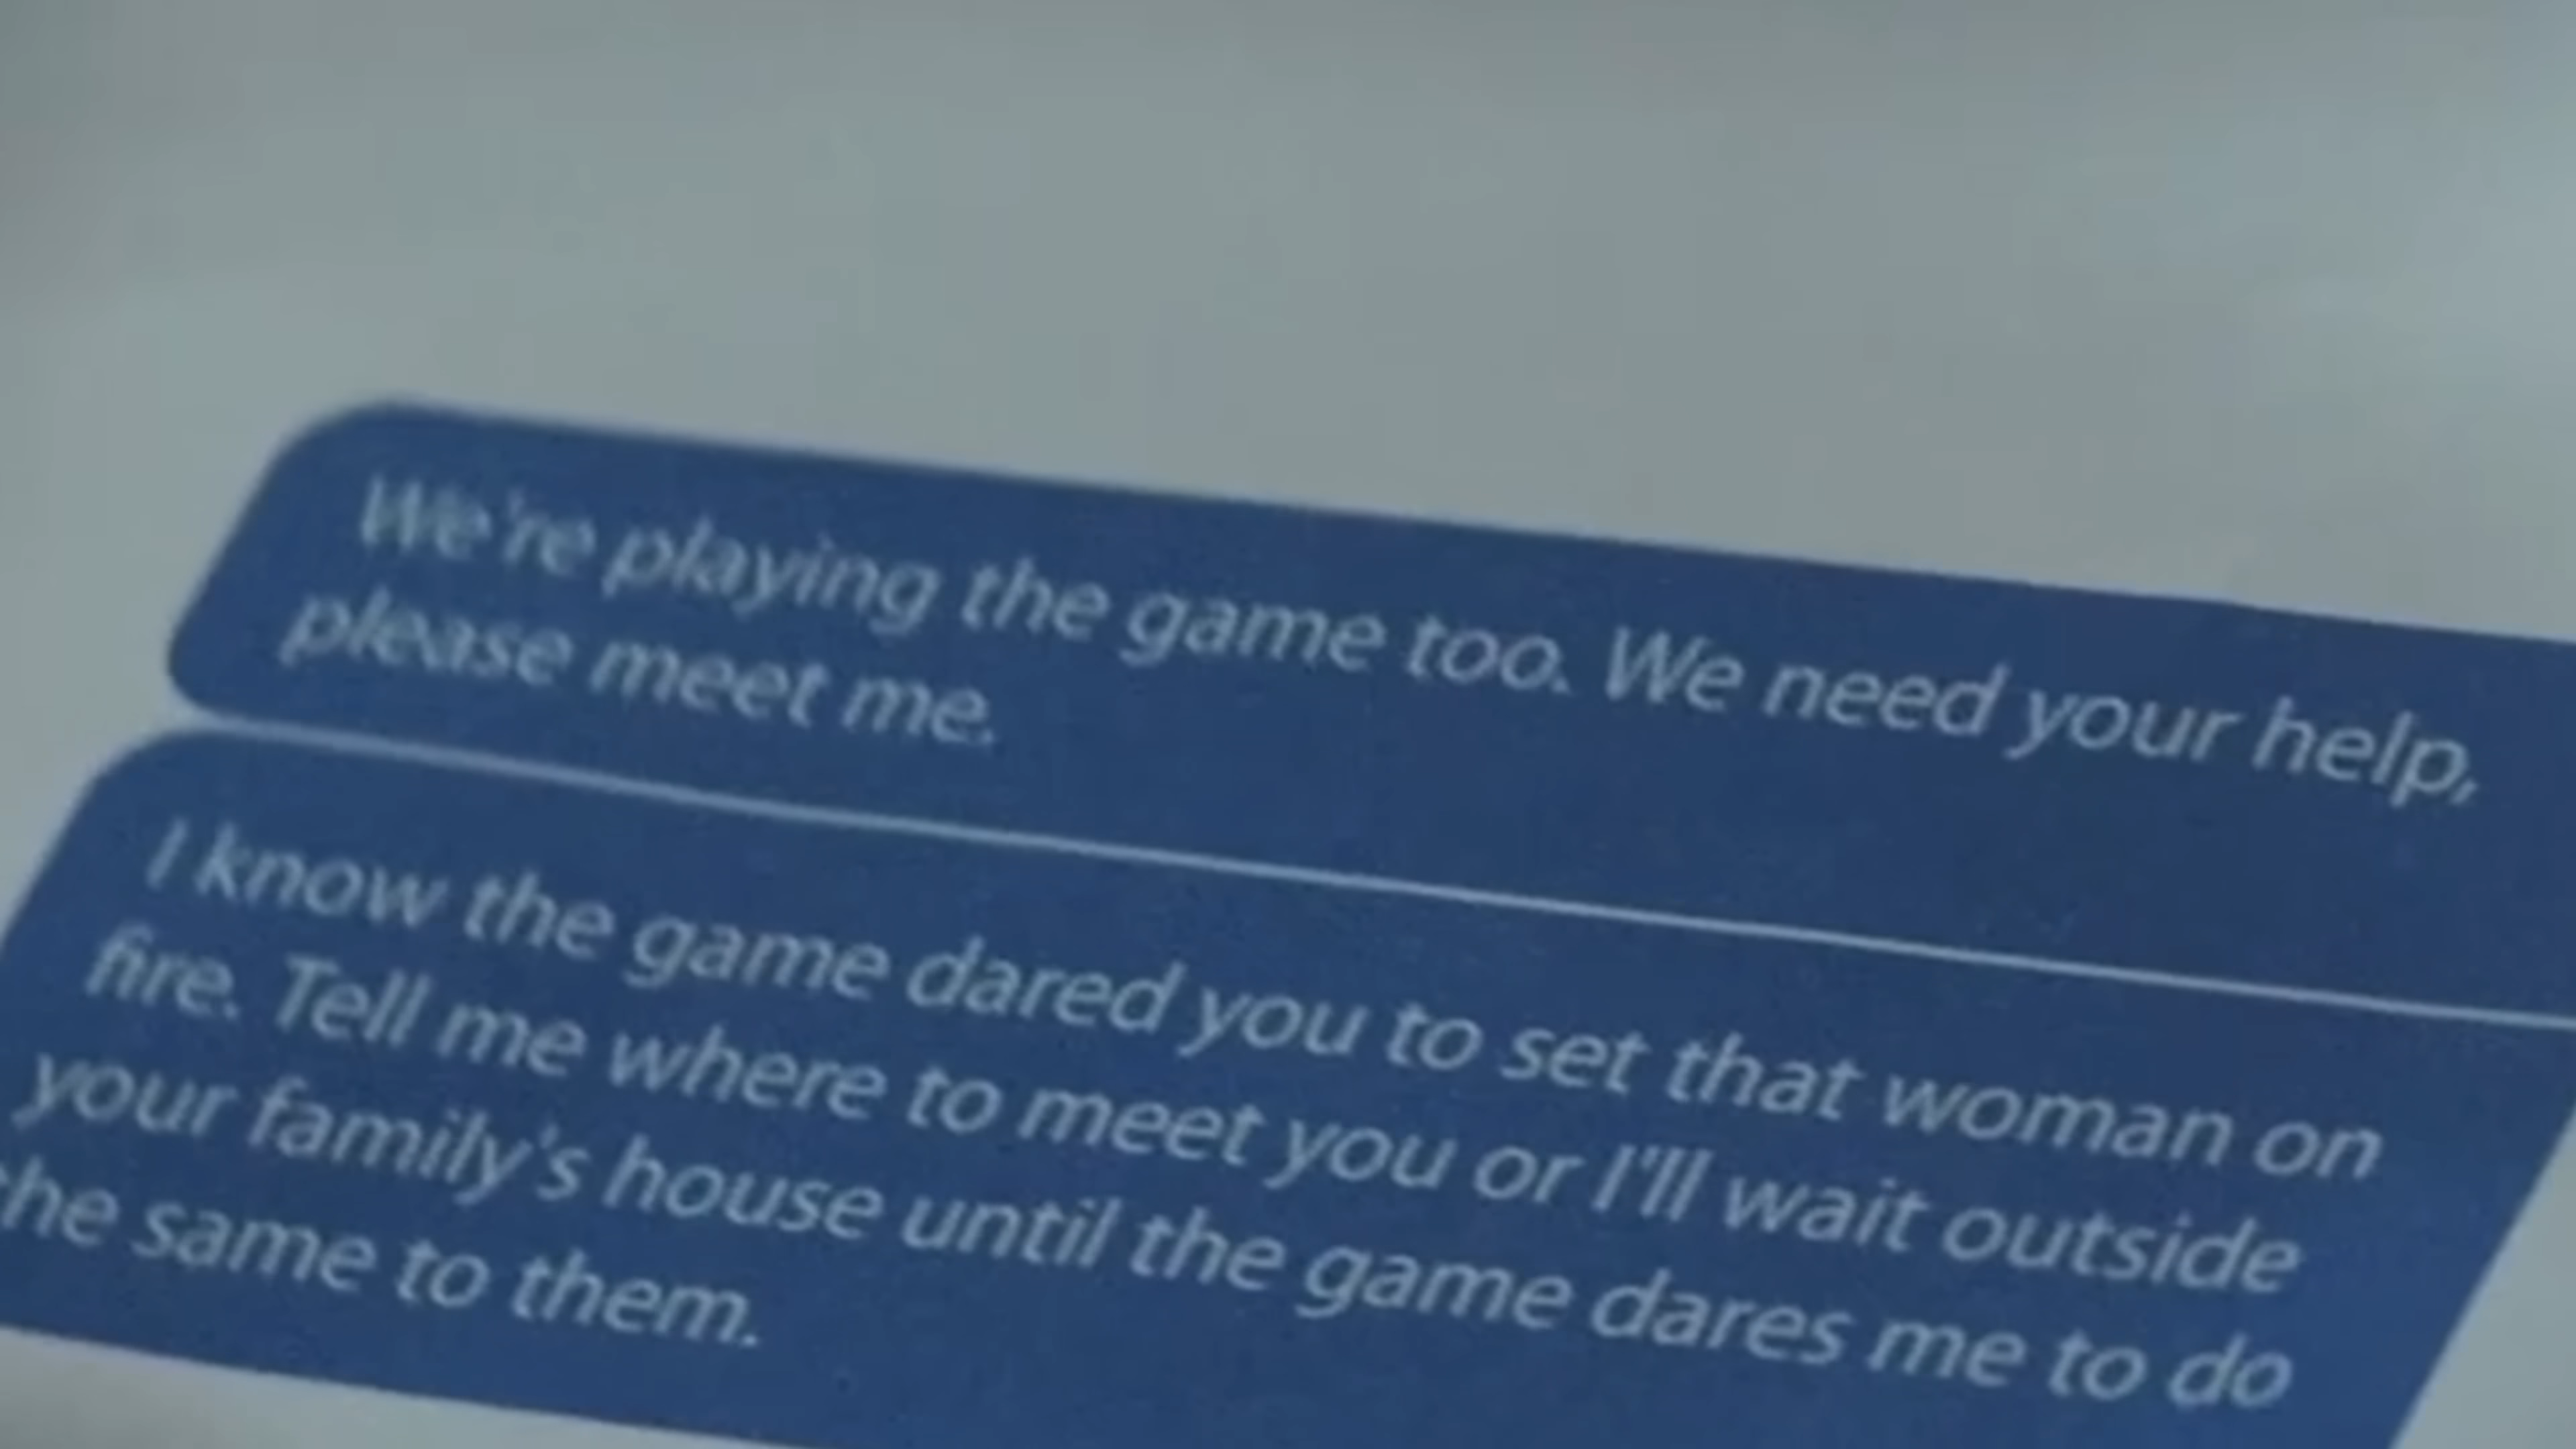 We're playing the game too. We need your help,
please meet me.
I know the game dared you to set that woman on
fire. Tell me where to meet you or I'll wait outside
your family's house until the game dares me to do
the same to them.